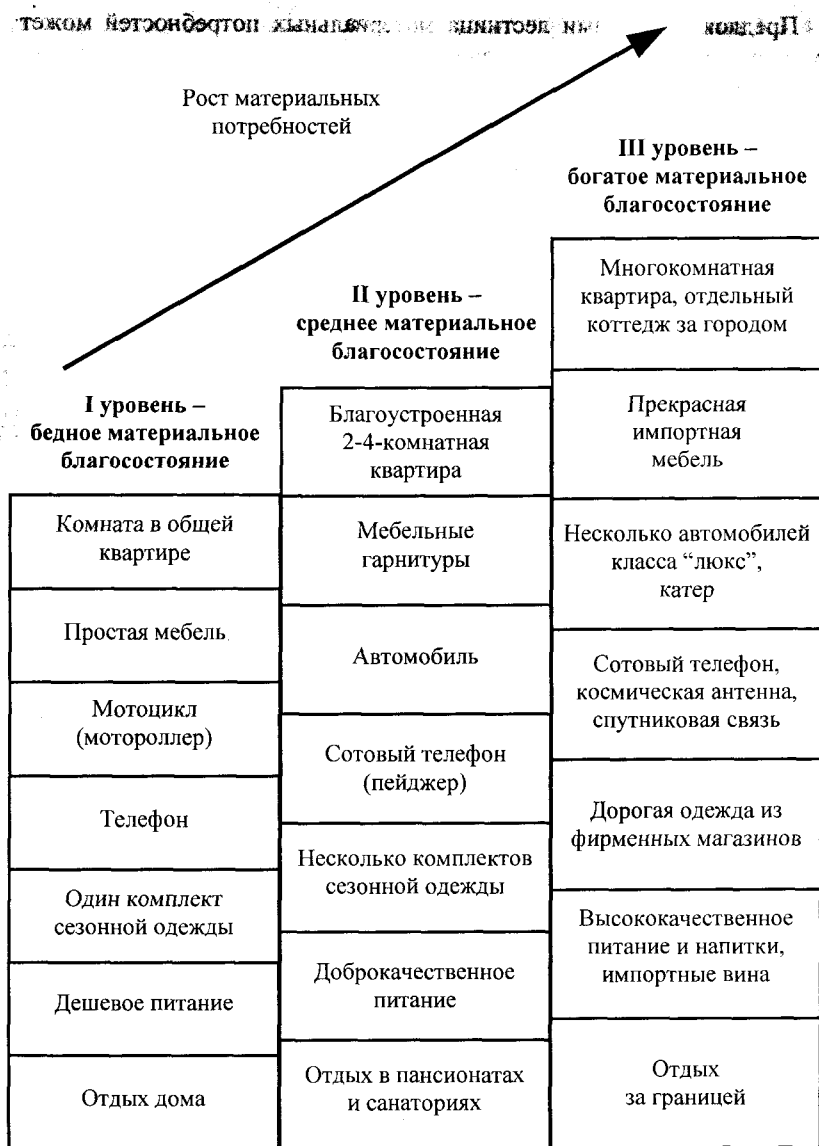 Рост материальных
потребностей
III уровень –
богатое материальное
благосостояние
Многокомнатная
квартира, отдельный
коттедж за городом
Прекрасная
импортная
мебель
Несколько автомобилей
класса “люкс”,
катер
Сотовый телефон,
космическая антенна,
спутниковая связь
Дорогая одежда из
фирменных магазинов
Высококачественное
питание и напитки,
импортные вина
Отдых
за границей
II уровень –
среднее материальное
благосостояние
Благоустроенная
2-4-комнатная
квартира
Мебельные
гарнитуры
Автомобиль
Сотовый телефон
(пейджер)
Несколько комплектов
сезонной одежды
Доброкачественное
питание
Отдых в пансионатах
и санаториях
I уровень –
бедное материальное
благосостояние
Комната в общей
квартире
Простая мебель
Мотоцикл
(мотороллер)
Телефон
Один комплект
сезонной одежды
Дешевое питание
Отдых дома